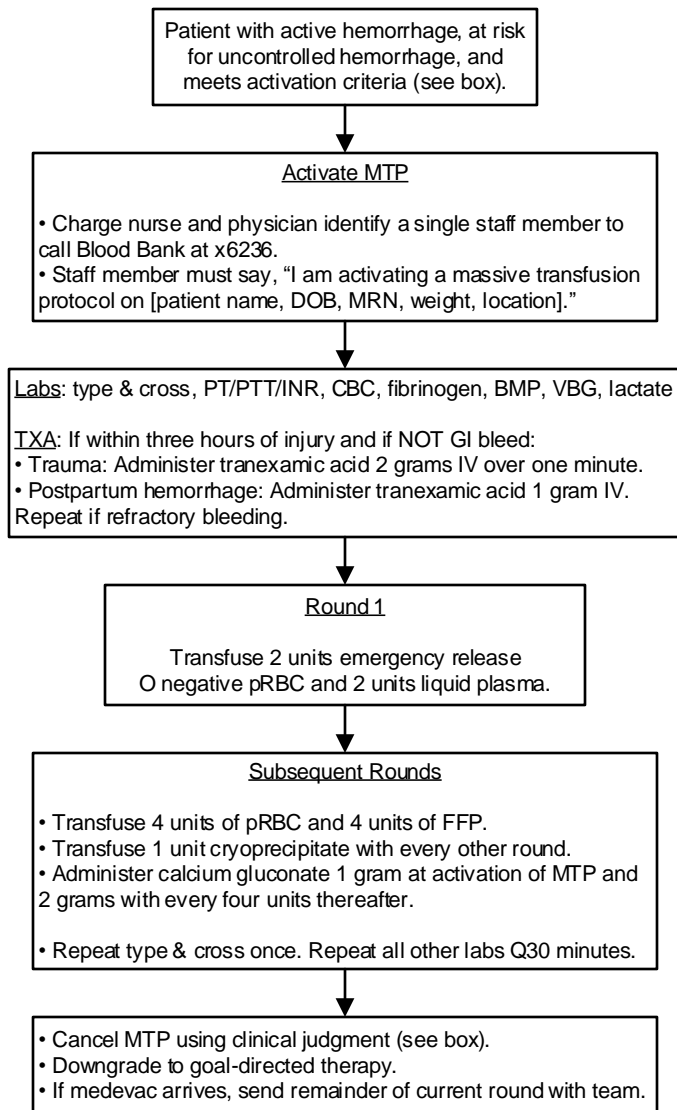 Patient with active hemorrhage, at risk
for uncontrolled hemorrhage, and
meets activation criteria (see box).
Activate MTP
• Charge nurse and physician identify a single staff member to
call Blood Bank at x6236.
• Staff member must say, “I am activating a massive transfusion
protocol on [patient name, DOB, MRN, weight, location].”
Labs: type & cross, PT/PTT/INR, CBC, fibrinogen, BMP, VBG, lactate
TXA: If within three hours of injury and if NOT GI bleed:
• Trauma: Administer tranexamic acid 2 grams IV over one minute.
• Postpartum hemorrhage: Administer tranexamic acid 1 gram IV.
Repeat if refractory bleeding.
Round 1
Transfuse 2 units emergency release
O negative pRBC and 2 units liquid plasma.
Subsequent Rounds
• Transfuse 4 units of pRBC and 4 units of FFP.
• Transfuse 1 unit cryoprecipitate with every other round.
• Administer calcium gluconate 1 gram at activation of MTP and
2 grams with every four units thereafter.
• Repeat type & cross once. Repeat all other labs Q30 minutes.
• Cancel MTP using clinical judgment (see box).
• Downgrade to goal-directed therapy.
• If medevac arrives, send remainder of current round with team.